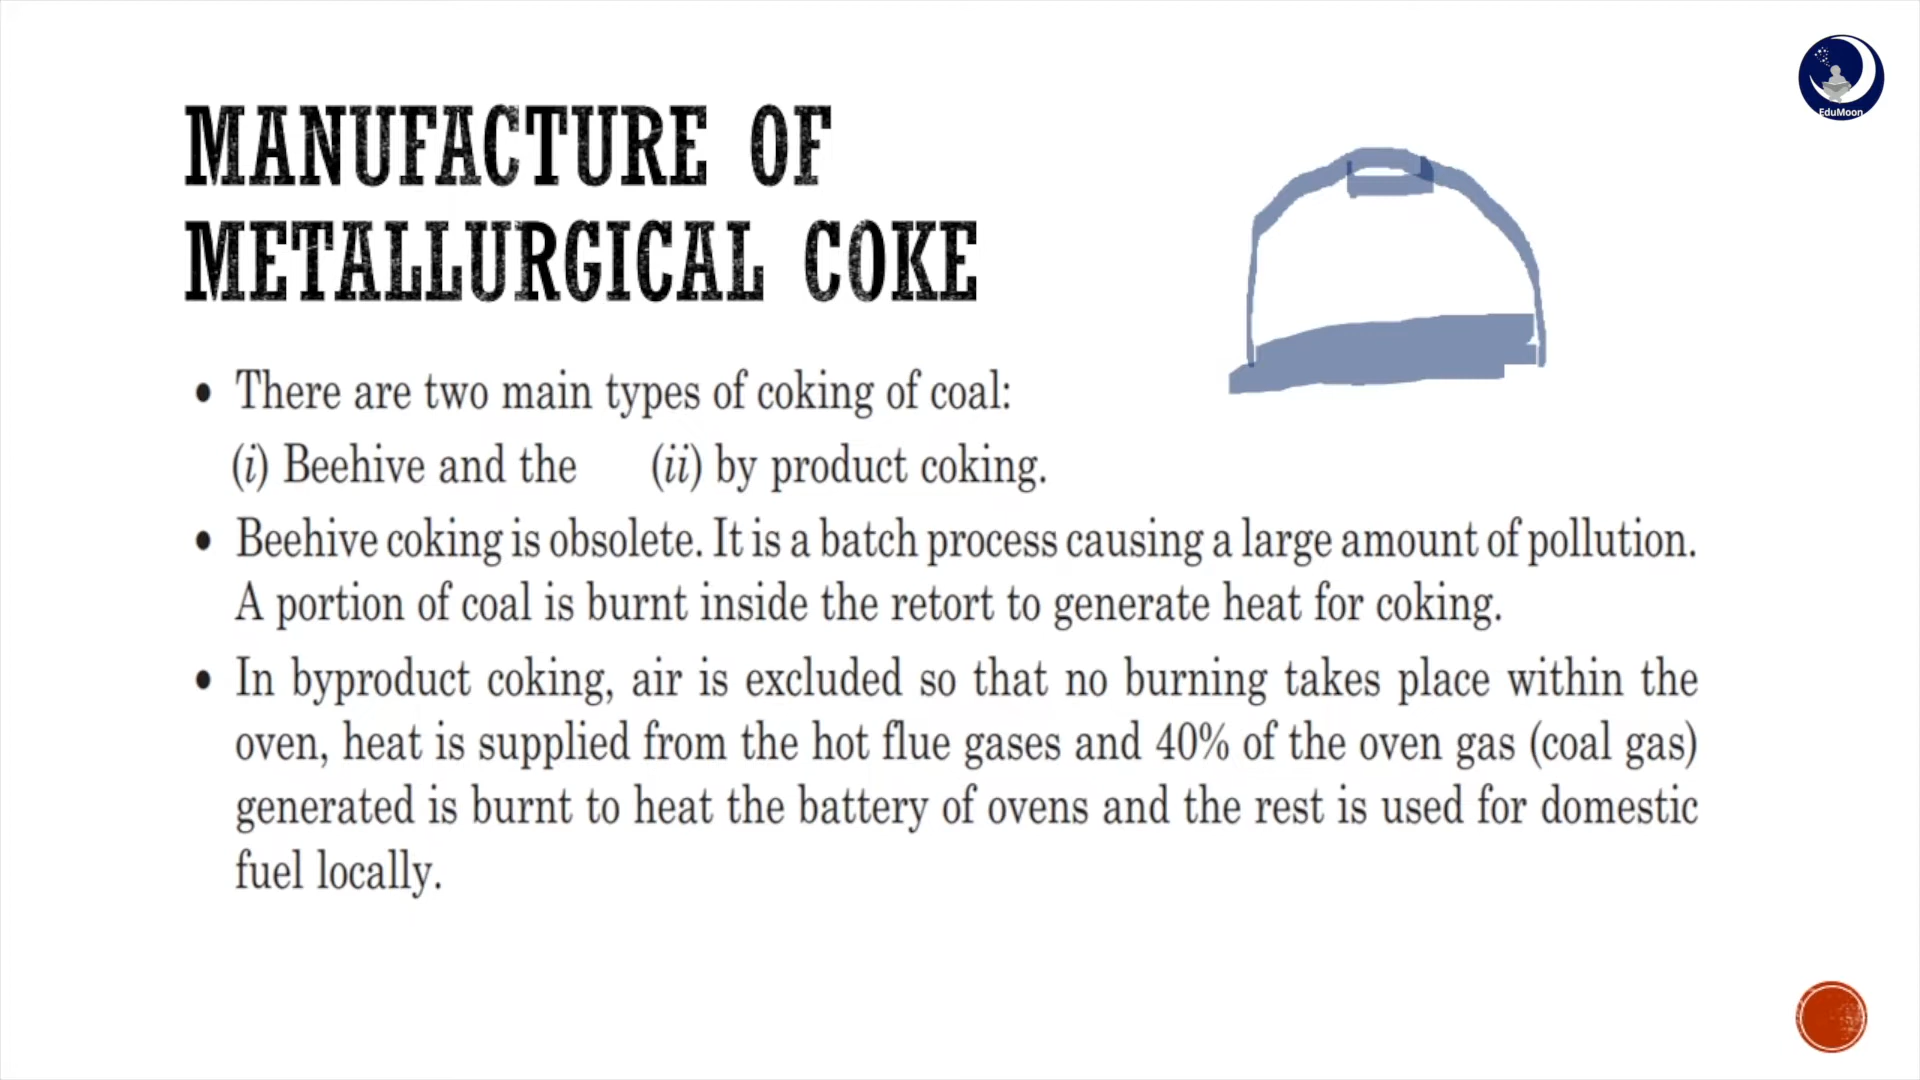 EduMoon
MANUFACTURE OF
METALLURGICAL COKE
• There are two main types of coking of coal:
(i) Beehive and the (ii) by product coking.
• Beehive coking is obsolete. It is a batch process causing a large amount of pollution.
A portion of coal is burnt inside the retort to generate heat for coking.
• In byproduct coking, air is excluded so that no burning takes place within the
oven, heat is supplied from the hot flue gases and 40% of the oven gas (coal gas)
generated is burnt to heat the battery of ovens and the rest is used for domestic
fuel locally.